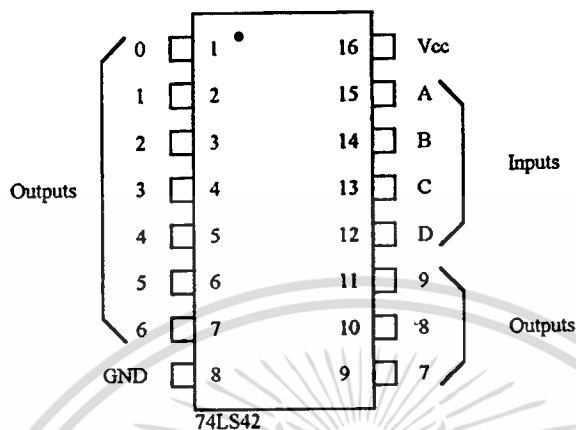 0 1 16 Vcc
1 2 15 A
2 3 14 B
Outputs 3 4 13 C Inputs
4 5 12 D
5 6 11 9
6 7 10 8 Outputs
GND 8 9 7
74LS42